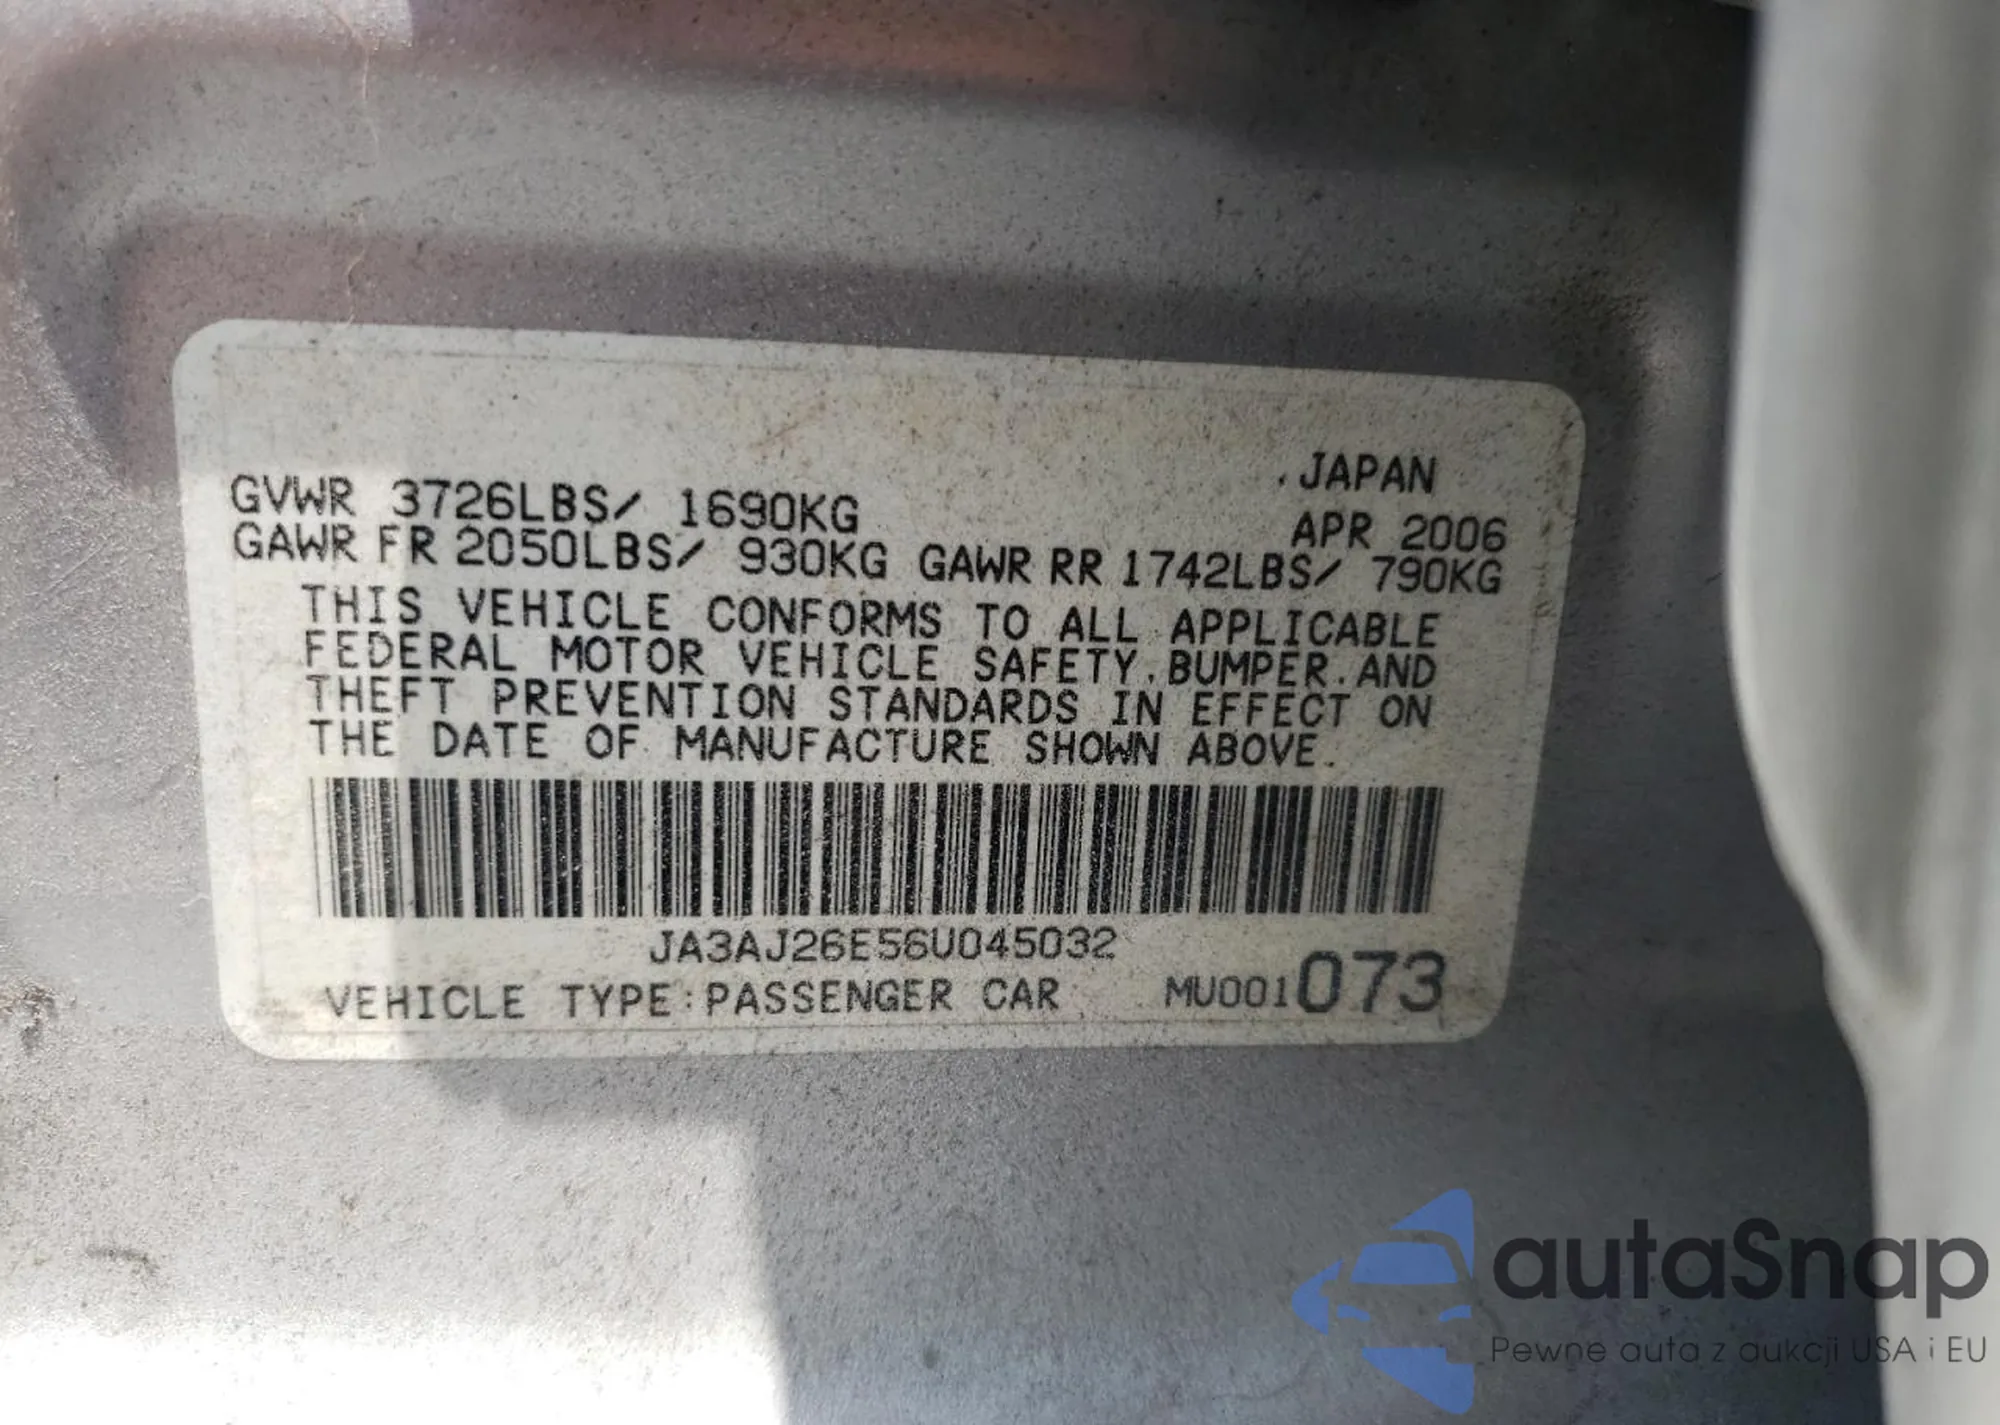 JAPAN
GVWR 3726LBS/ 1690KG APR 2006
GAWR FR 2050LBS/ 930KG GAWR RR 1742LBS/ 790KG
THIS VEHICLE CONFORMS TO ALL APPLICABLE
FEDERAL MOTOR VEHICLE SAFETY,BUMPER,AND
THEFT PREVENTION STANDARDS IN EFFECT ON
THE DATE OF MANUFACTURE SHOWN ABOVE.
JA3AJ26E56U045032
VEHICLE TYPE:PASSENGER CAR MU001073
autaSnap
Pewne auta z aukcji USA i EU